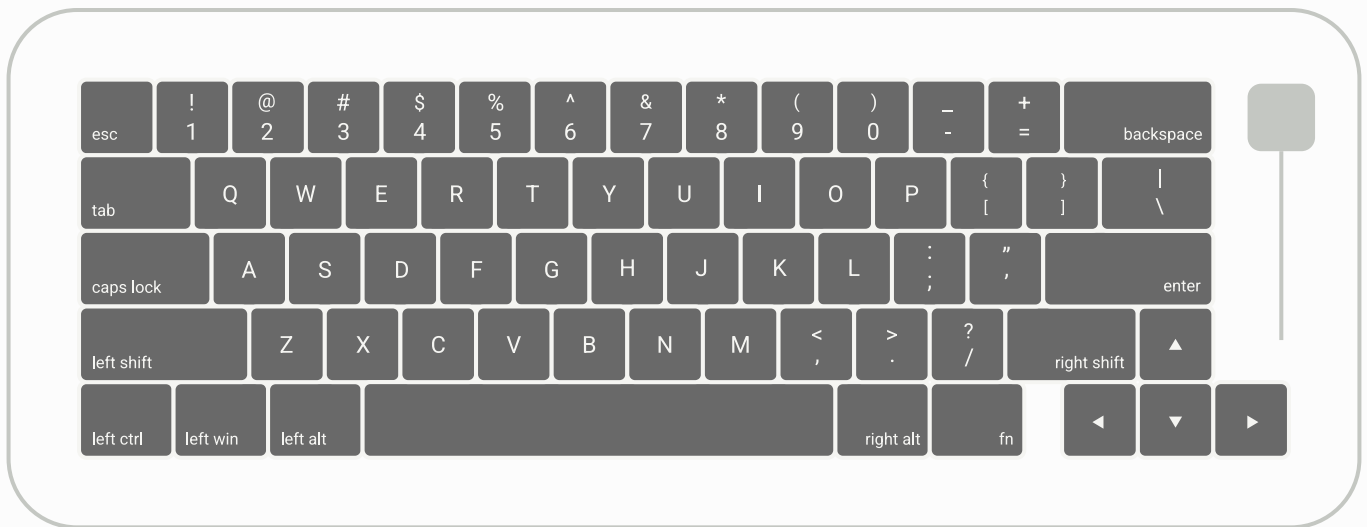 ! @ # $ % ^ & * ( ) _ +
esc 1 2 3 4 5 6 7 8 9 0 - = backspace
{ } |
tab Q W E R T Y U I O P [ ] \
: ”
caps lock A S D F G H J K L ; ’ enter
< > ?
left shift Z X C V B N M , . / right shift ▲
left ctrl left win left alt right alt fn ◀ ▼ ▶